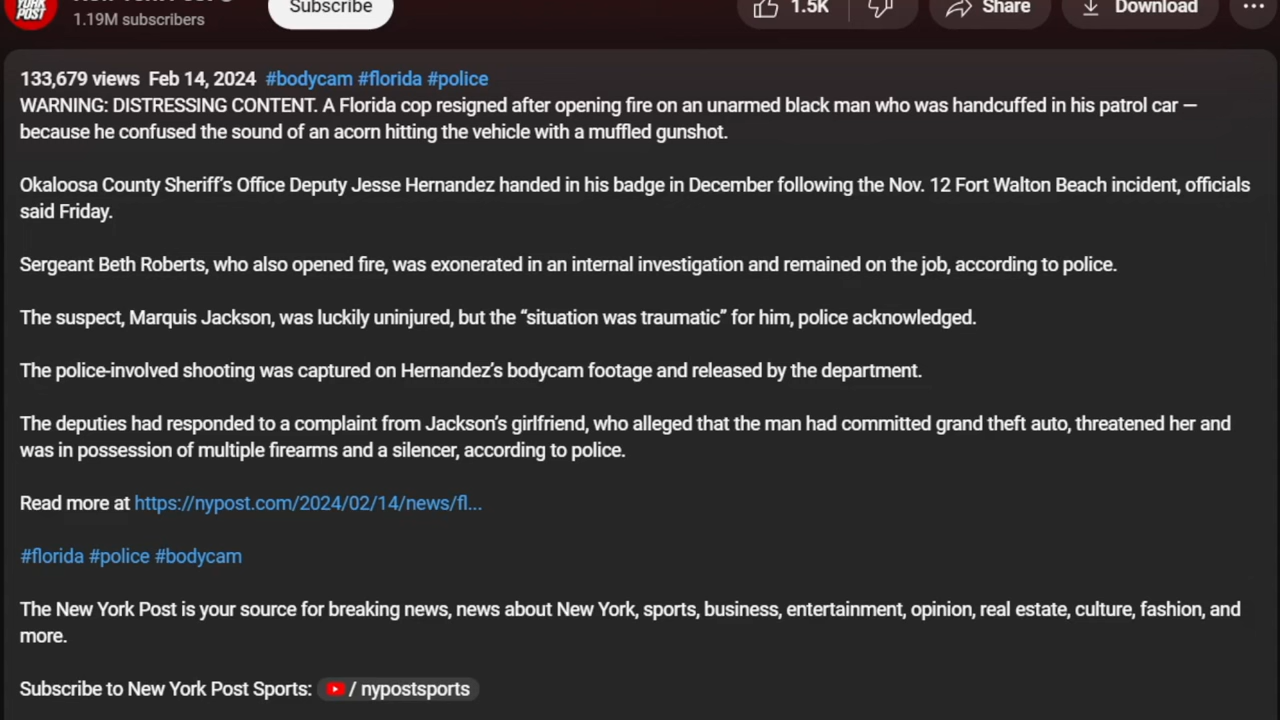 YORK
POST
1.19M subscribers
Subscribe
1.5K
Share
Download
133,679 views Feb 14, 2024 #bodycam #florida #police
WARNING: DISTRESSING CONTENT. A Florida cop resigned after opening fire on an unarmed black man who was handcuffed in his patrol car —
because he confused the sound of an acorn hitting the vehicle with a muffled gunshot.
Okaloosa County Sheriff's Office Deputy Jesse Hernandez handed in his badge in December following the Nov. 12 Fort Walton Beach incident, officials
said Friday.
Sergeant Beth Roberts, who also opened fire, was exonerated in an internal investigation and remained on the job, according to police.
The suspect, Marquis Jackson, was luckily uninjured, but the “situation was traumatic” for him, police acknowledged.
The police-involved shooting was captured on Hernandez's bodycam footage and released by the department.
The deputies had responded to a complaint from Jackson's girlfriend, who alleged that the man had committed grand theft auto, threatened her and
was in possession of multiple firearms and a silencer, according to police.
Read more at https://nypost.com/2024/02/14/news/fl...
#florida #police #bodycam
The New York Post is your source for breaking news, news about New York, sports, business, entertainment, opinion, real estate, culture, fashion, and
more.
Subscribe to New York Post Sports: / nypostsports